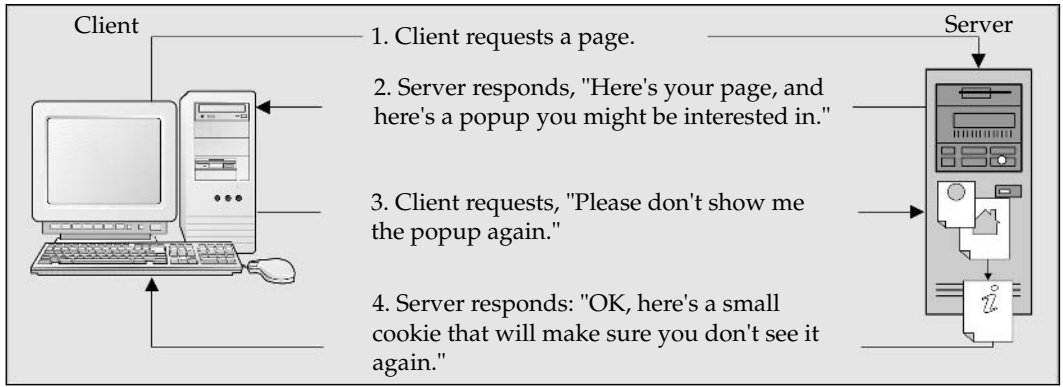 Client
Server
1. Client requests a page.
2. Server responds, "Here's your page, and
here's a popup you might be interested in."
3. Client requests, "Please don't show me
the popup again."
4. Server responds: "OK, here's a small
cookie that will make sure you don't see it
again."
i